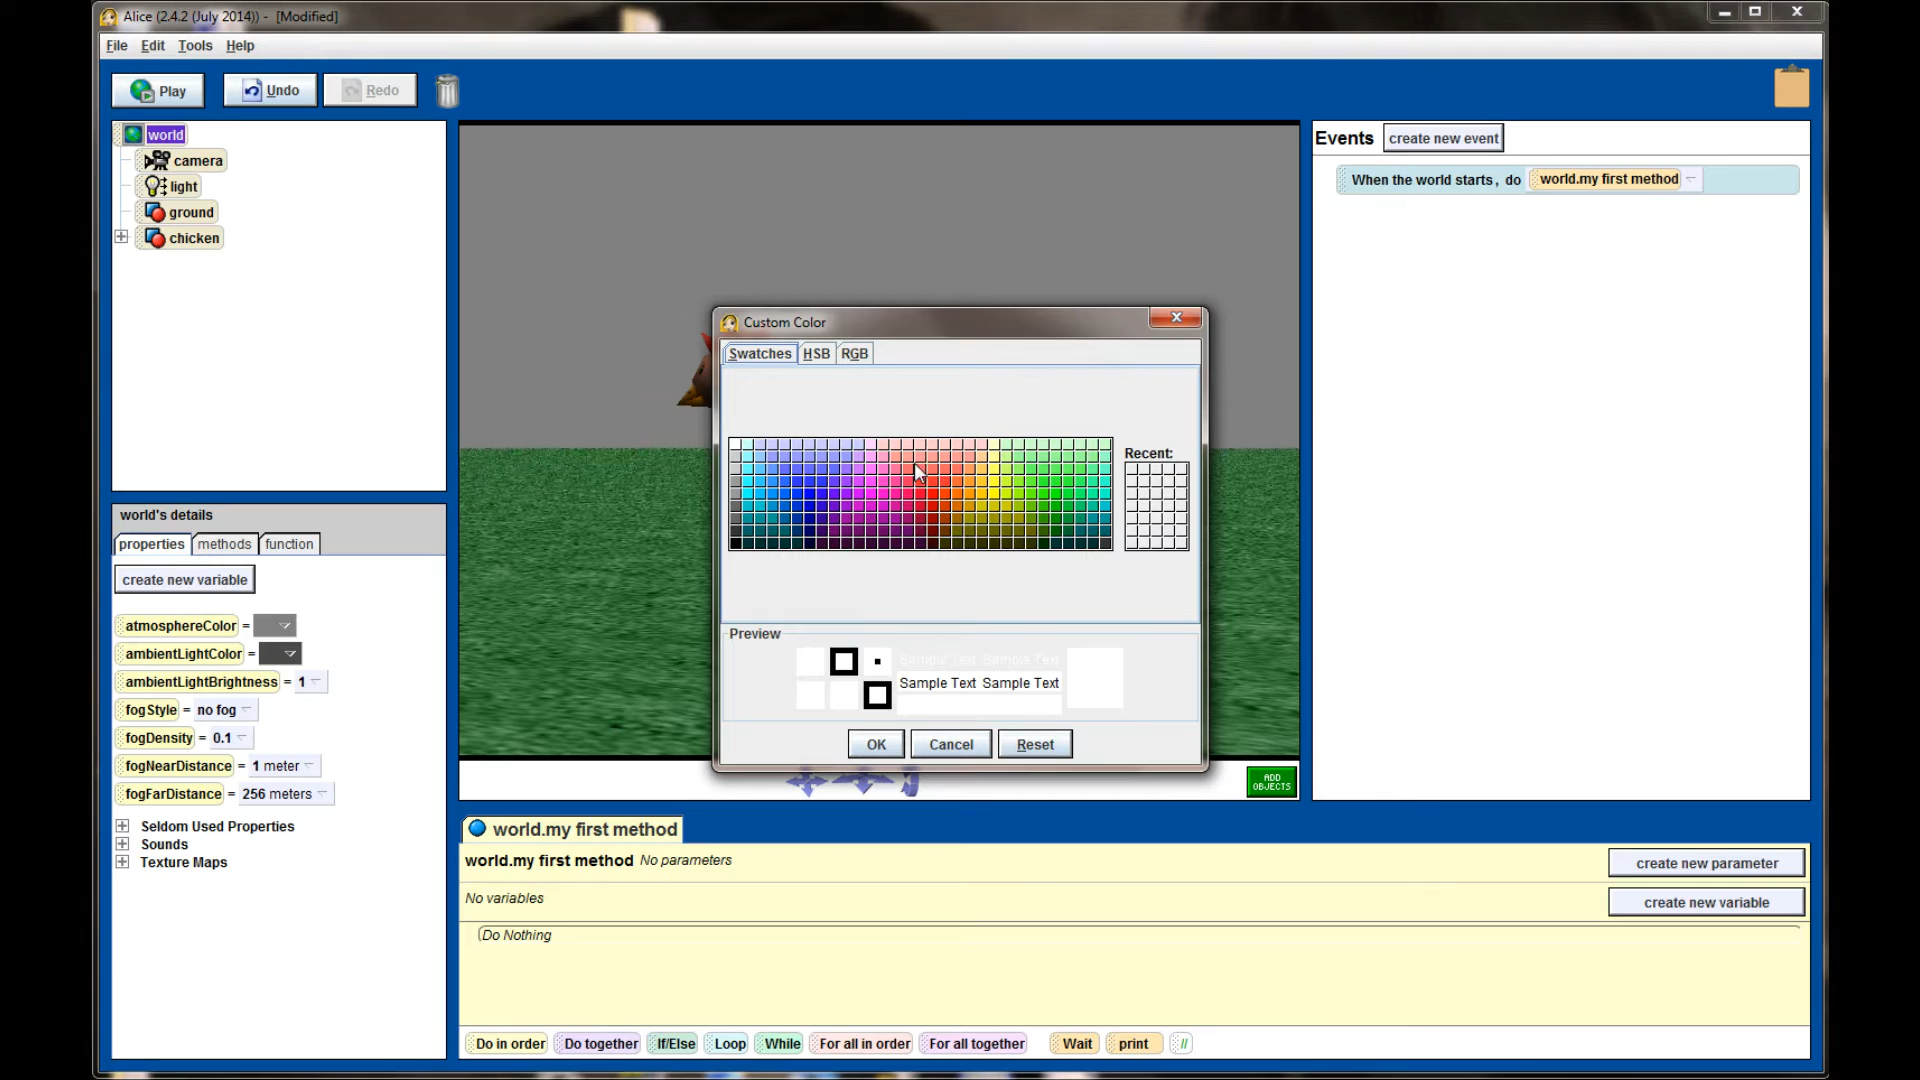 Alice (2.4.2 (July 2014)) - [Modified]
File Edit Tools Help
Play Undo Redo
world
camera
light
ground
chicken
Events create new event
When the world starts, do world.my first method
Custom Color
Swatches HSB RGB
Recent:
Preview
Sample Text Sample Text
Sample Text Sample Text
OK Cancel Reset
ADD
OBJECTS
world's details
properties methods function
create new variable
atmosphereColor =
ambientLightColor =
ambientLightBrightness = 1
fogStyle = no fog
fogDensity = 0.1
fogNearDistance = 1 meter
fogFarDistance = 256 meters
Seldom Used Properties
Sounds
Texture Maps
world.my first method
world.my first method No parameters
create new parameter
No variables
create new variable
Do Nothing
Do in order Do together If/Else Loop While For all in order For all together Wait print //